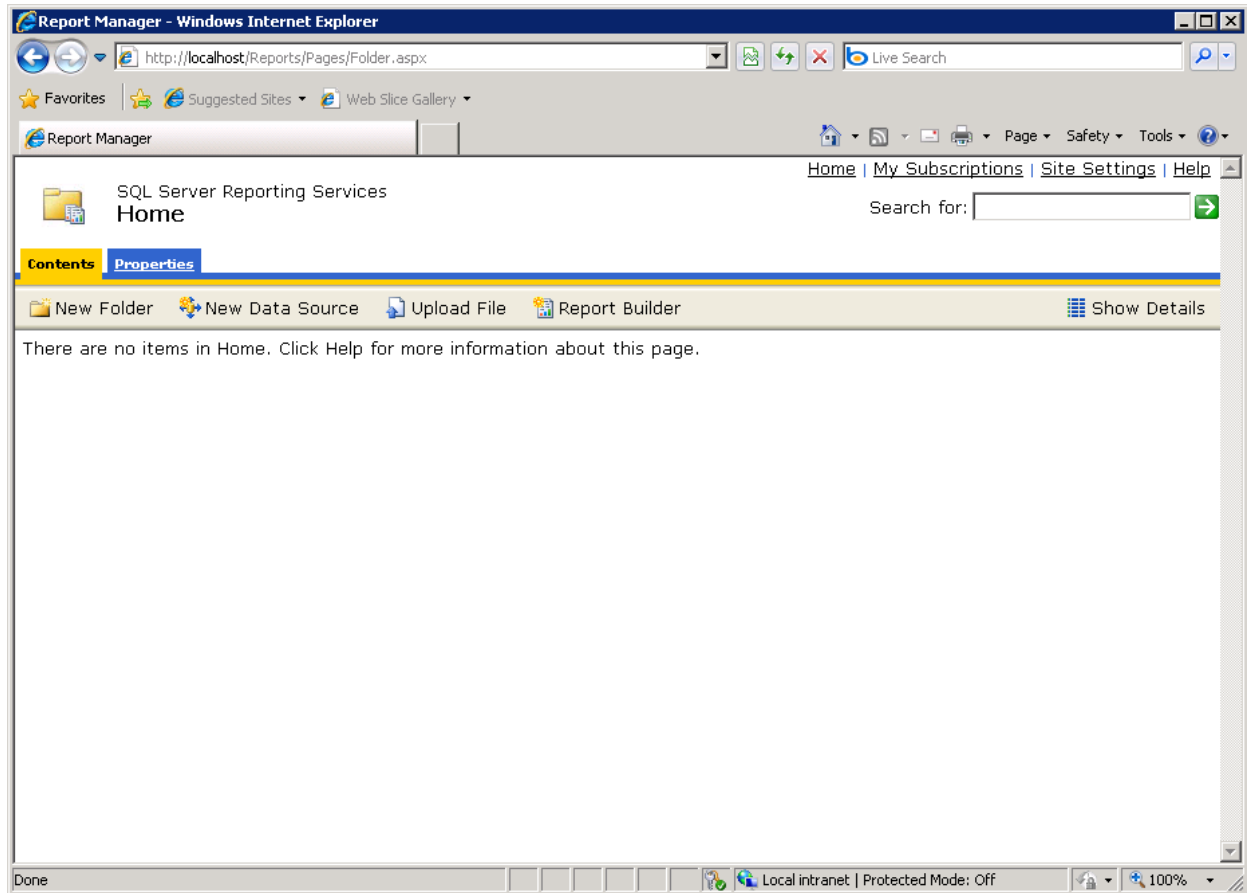 Report Manager - Windows Internet Explorer
http://localhost/Reports/Pages/Folder.aspx
Live Search
Favorites Suggested Sites Web Slice Gallery
Report Manager Page Safety Tools
Home | My Subscriptions | Site Settings | Help
SQL Server Reporting Services
Home
Search for:
Contents Properties
New Folder New Data Source Upload File Report Builder Show Details
There are no items in Home. Click Help for more information about this page.
Done Local intranet | Protected Mode: Off 100%